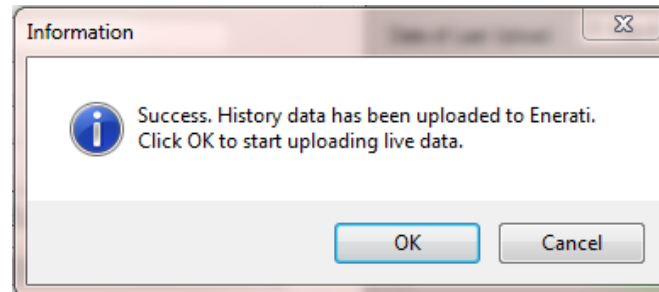 Information
Success. History data has been uploaded to Enerati.
Click OK to start uploading live data.
OK
Cancel